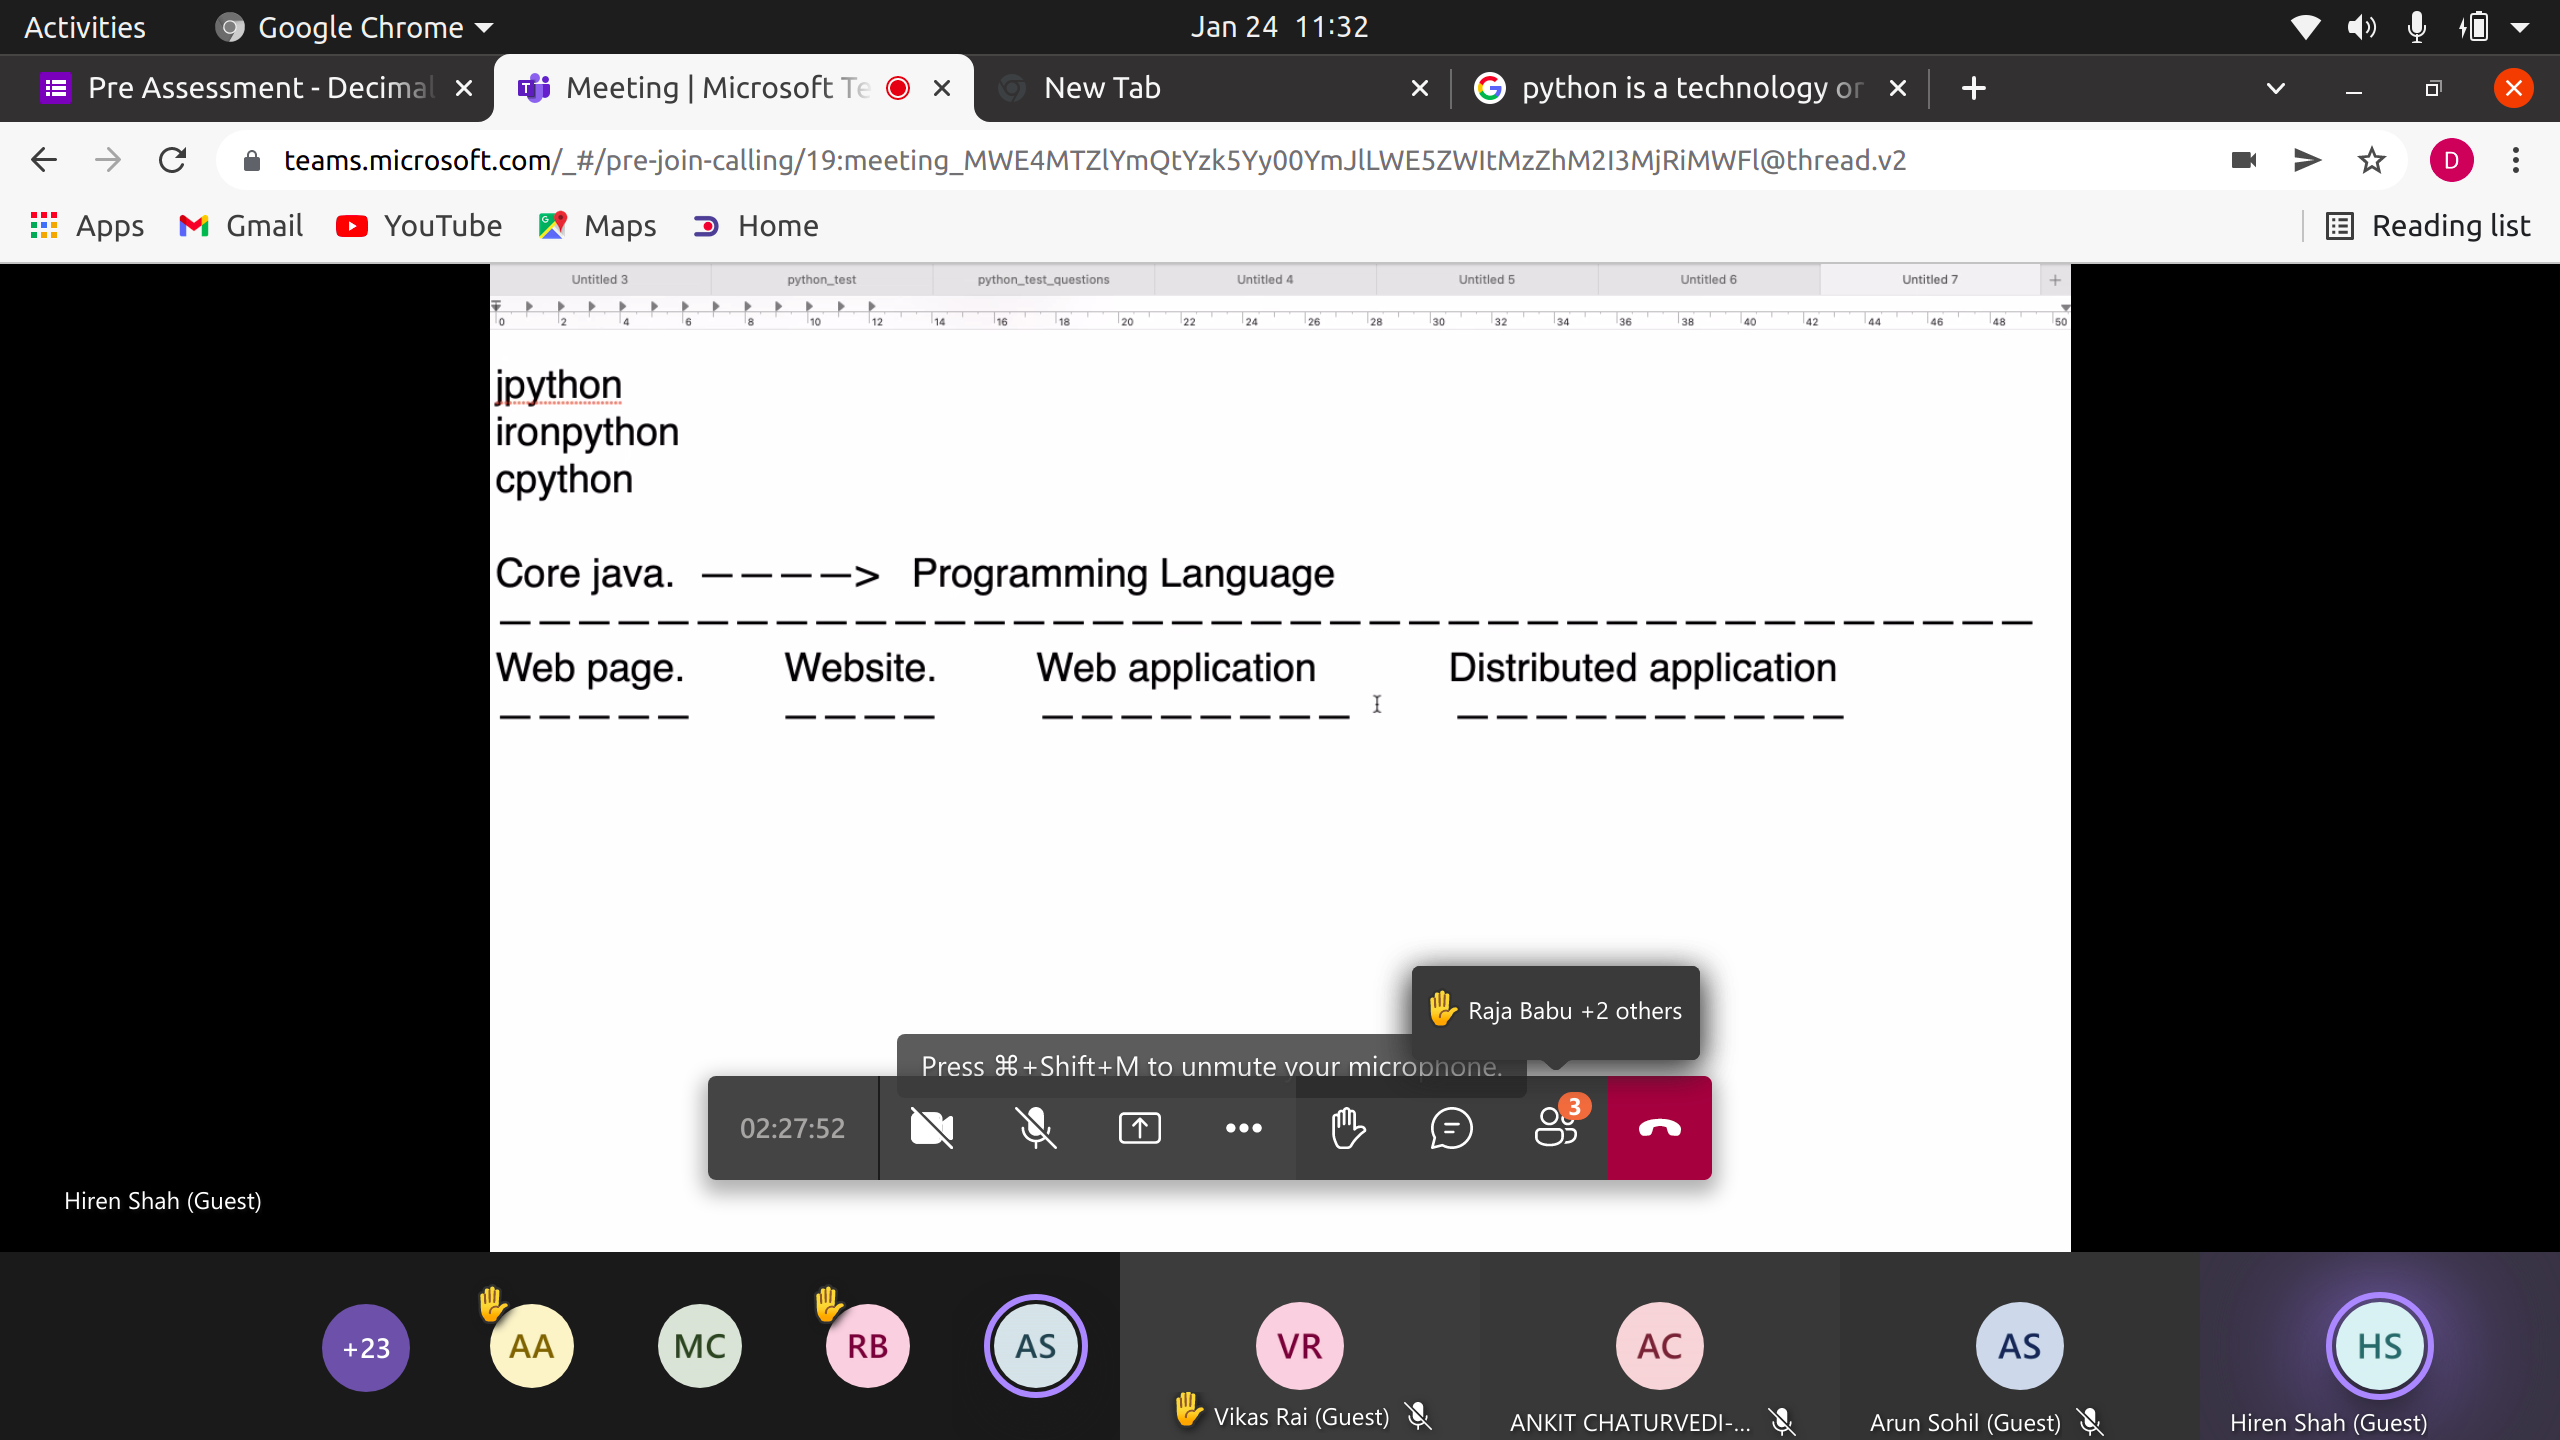 Activities Google Chrome Jan 24 11:32
Pre Assessment - Decimal Meeting | Microsoft Te New Tab python is a technology or
teams.microsoft.com/_#/pre-join-calling/19:meeting_MWE4MTZlYmQtYzk5Yy00YmJlLWE5ZWItMzZhM2I3MjRiMWFl@thread.v2 D
Apps Gmail YouTube Maps Home Reading list
Untitled 3 python_test python_test_questions Untitled 4 Untitled 5 Untitled 6 Untitled 7 +
0 2 4 6 8 10 12 14 16 18 20 22 24 26 28 30 32 34 36 38 40 42 44 46 48 50
jpython
ironpython
cpython
Core java. ————> Programming Language
———————————————————————————————————————
Web page. Website. Web application Distributed application
————— ———— ———————— ——————————
Raja Babu +2 others
Press ⌘+Shift+M to unmute your microphone.
02:27:52 3
Hiren Shah (Guest)
+23 AA MC RB AS VR AC AS HS
Vikas Rai (Guest) ANKIT CHATURVEDI-... Arun Sohil (Guest) Hiren Shah (Guest)